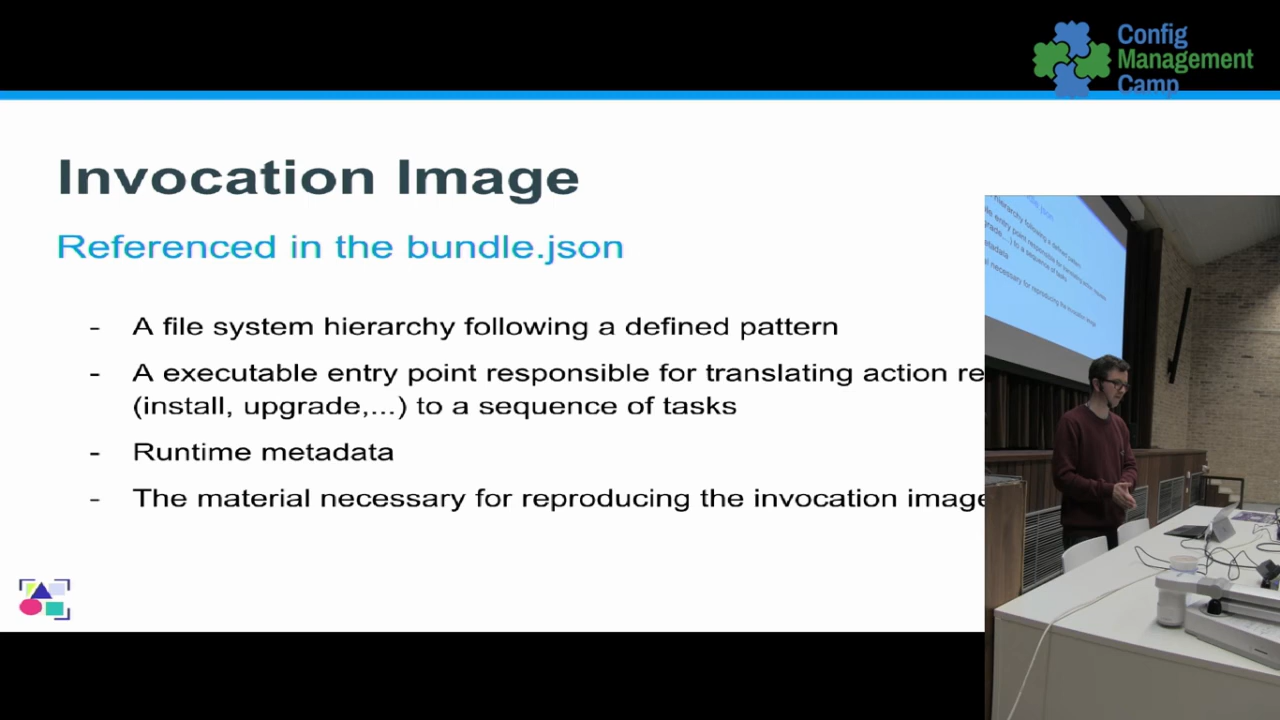 Config
Management
Camp
Invocation Image
Referenced in the bundle.json
- A file system hierarchy following a defined pattern
- A executable entry point responsible for translating action re
(install, upgrade,...) to a sequence of tasks
- Runtime metadata
- The material necessary for reproducing the invocation image